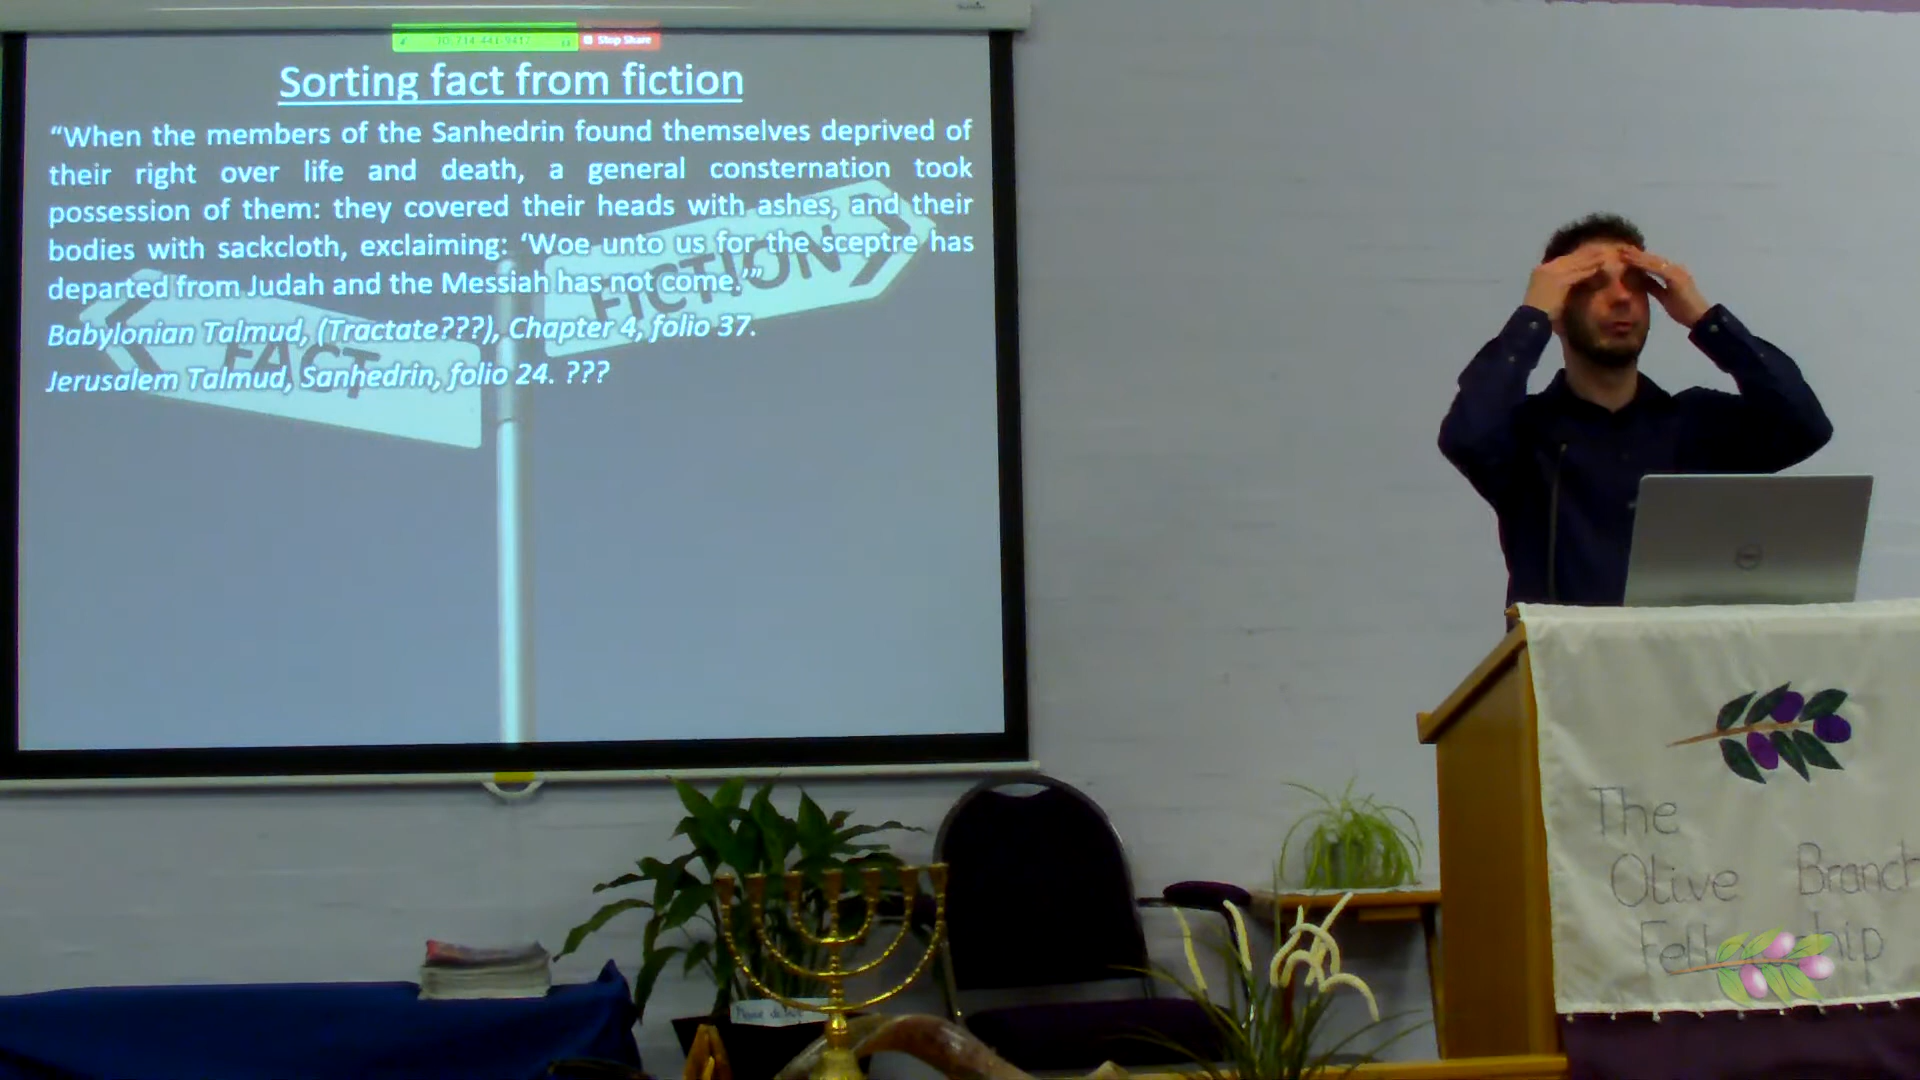 Stop Share
Sorting fact from fiction
“When the members of the Sanhedrin found themselves deprived of
their right over life and death, a general consternation took
possession of them: they covered their heads with ashes, and their
bodies with sackcloth, exclaiming: ‘Woe unto us for the sceptre has
departed from Judah and the Messiah has not come.’”
Babylonian Talmud, (Tractate???), Chapter 4, folio 37.
Jerusalem Talmud, Sanhedrin, folio 24. ???
FICTION
FACT
The
Olive Branch
Fellowship